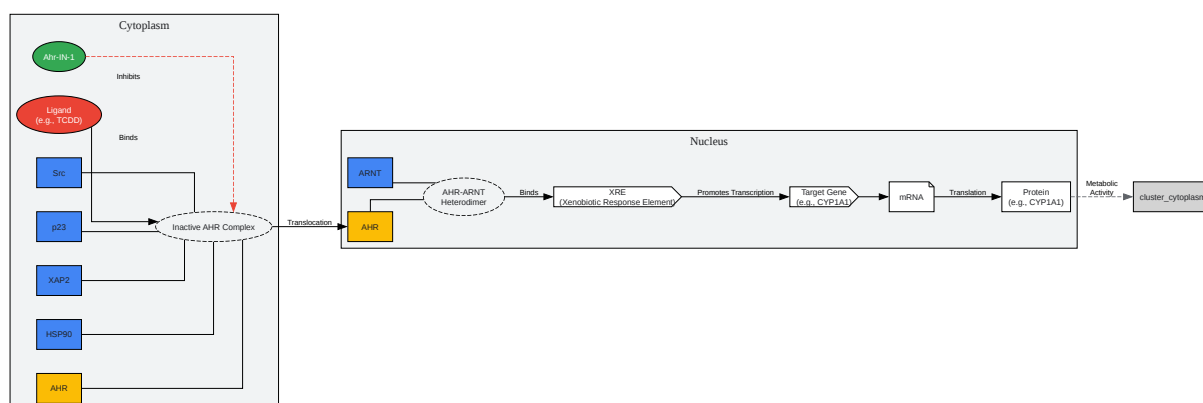 Cytoplasm
Ahr-IN-1
Inhibits
Ligand
(e.g., TCDD)
Binds
Src
p23
Inactive AHR Complex
XAP2
HSP90
AHR
Translocation
Nucleus
ARNT
AHR
AHR-ARNT
Heterodimer
Binds
XRE
(Xenobiotic Response Element)
Promotes Transcription
Target Gene
(e.g., CYP1A1)
mRNA
Translation
Protein
(e.g., CYP1A1)
Metabolic
Activity
cluster_cytoplasm